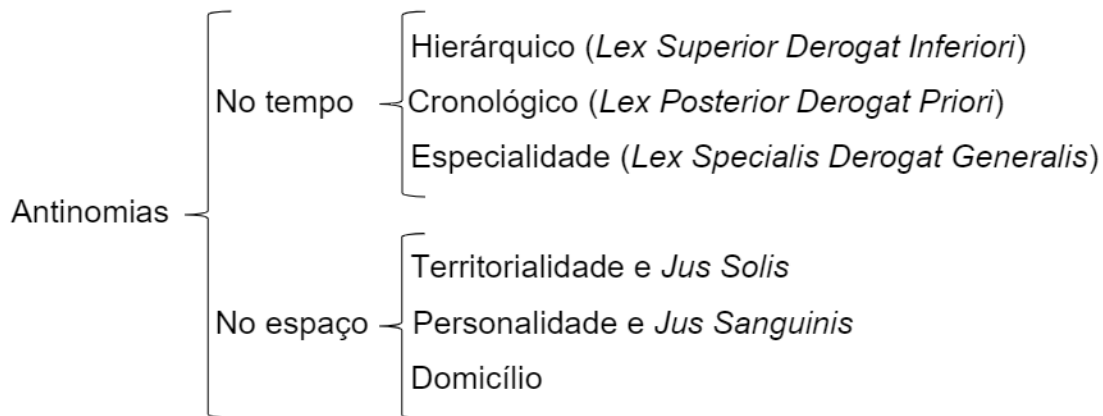 Hierárquico (Lex Superior Derogat Inferiori)
No tempo
Cronológico (Lex Posterior Derogat Priori)
Especialidade (Lex Specialis Derogat Generalis)
Antinomias
Territorialidade e Jus Solis
No espaço
Personalidade e Jus Sanguinis
Domicílio